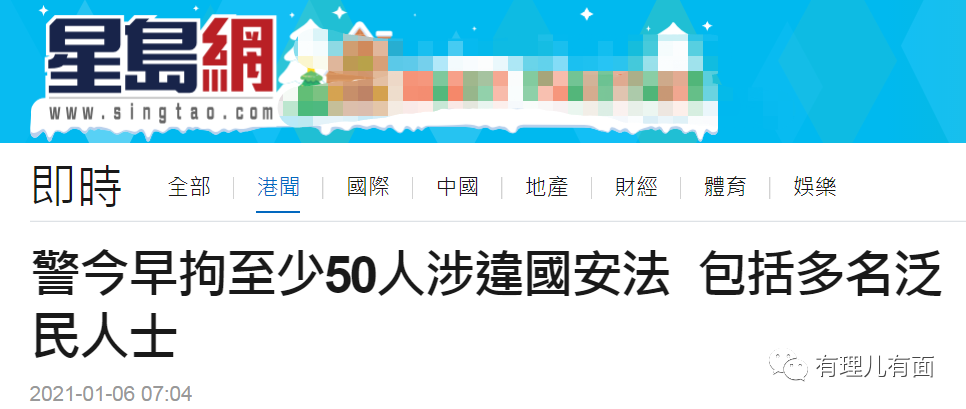 星島網
www.singtao.com
即時 全部 港聞 國際 中國 地產 財經 體育 娛樂
警今早拘至少50人涉違國安法 包括多名泛
民人士
有理儿有面
2021-01-06 07:04